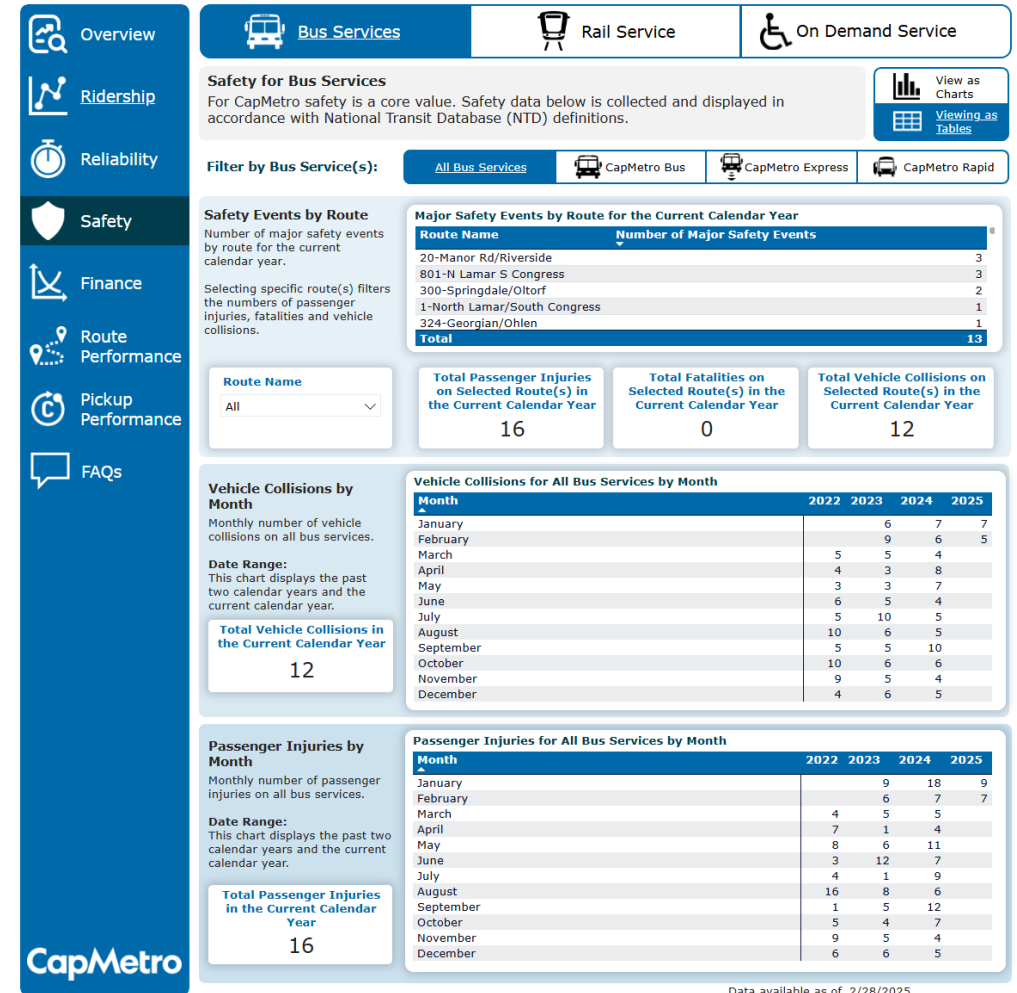 Overview
Ridership
Reliability
Safety
Finance
Route
Performance
Pickup
Performance
FAQs
CapMetro
Bus Services
Rail Service
On Demand Service
Safety for Bus Services
For CapMetro safety is a core value. Safety data below is collected and displayed in
accordance with National Transit Database (NTD) definitions.
View as
Charts
Viewing as
Tables
Filter by Bus Service(s):
All Bus Services
CapMetro Bus
CapMetro Express
CapMetro Rapid
Safety Events by Route
Number of major safety events
by route for the current
calendar year.
Selecting specific route(s) filters
the numbers of passenger
injuries, fatalities and vehicle
collisions.
Major Safety Events by Route for the Current Calendar Year
Route Name Number of Major Safety Events
20-Manor Rd/Riverside 3
801-N Lamar S Congress 3
300-Springdale/Oltorf 2
1-North Lamar/South Congress 1
324-Georgian/Ohlen 1
Total 13
Route Name
All
Total Passenger Injuries
on Selected Route(s) in
the Current Calendar Year
16
Total Fatalities on
Selected Route(s) in the
Current Calendar Year
0
Total Vehicle Collisions on
Selected Route(s) in the
Current Calendar Year
12
Vehicle Collisions by
Month
Monthly number of vehicle
collisions on all bus services.
Date Range:
This chart displays the past
two calendar years and the
current calendar year.
Total Vehicle Collisions in
the Current Calendar Year
12
Vehicle Collisions for All Bus Services by Month
Month 2022 2023 2024 2025
January 6 7 7
February 9 6 5
March 5 5 4
April 4 3 8
May 3 3 7
June 6 5 4
July 5 10 5
August 10 6 5
September 5 5 10
October 10 6 6
November 9 5 4
December 4 6 5
Passenger Injuries by
Month
Monthly number of passenger
injuries on all bus services.
Date Range:
This chart displays the past two
calendar years and the current
calendar year.
Total Passenger Injuries
in the Current Calendar
Year
16
Passenger Injuries for All Bus Services by Month
Month 2022 2023 2024 2025
January 9 18 9
February 6 7 7
March 4 5 5
April 7 1 4
May 8 6 11
June 3 12 7
July 4 1 9
August 16 8 6
September 1 5 12
October 5 4 7
November 9 5 4
December 6 6 5
Data available as of 2/28/2025